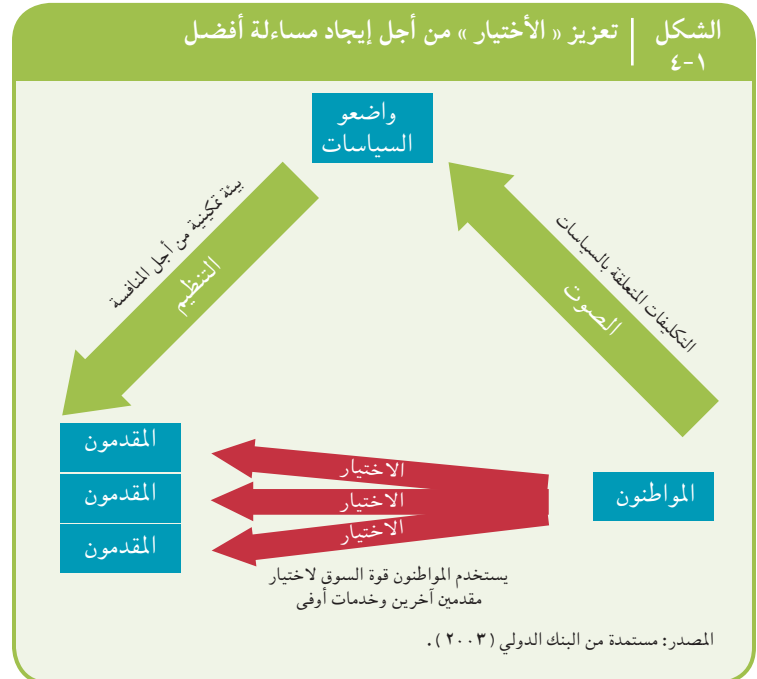 الشكل
٤-١
تعزيز « الأختيار » من أجل إيجاد مساءلة أفضل
واضعو
السياسات
بيئة تمكينية من أجل المنافسة
التنظيم
التكليفات المتعلقة بالسياسات
الصوت
المقدمون
المقدمون
المقدمون
الاختيار
الاختيار
الاختيار
المواطنون
يستخدم المواطنون قوة السوق لاختيار
مقدمين آخرين وخدمات أوفى
المصدر: مستمدة من البنك الدولي (٢٠٠٣).